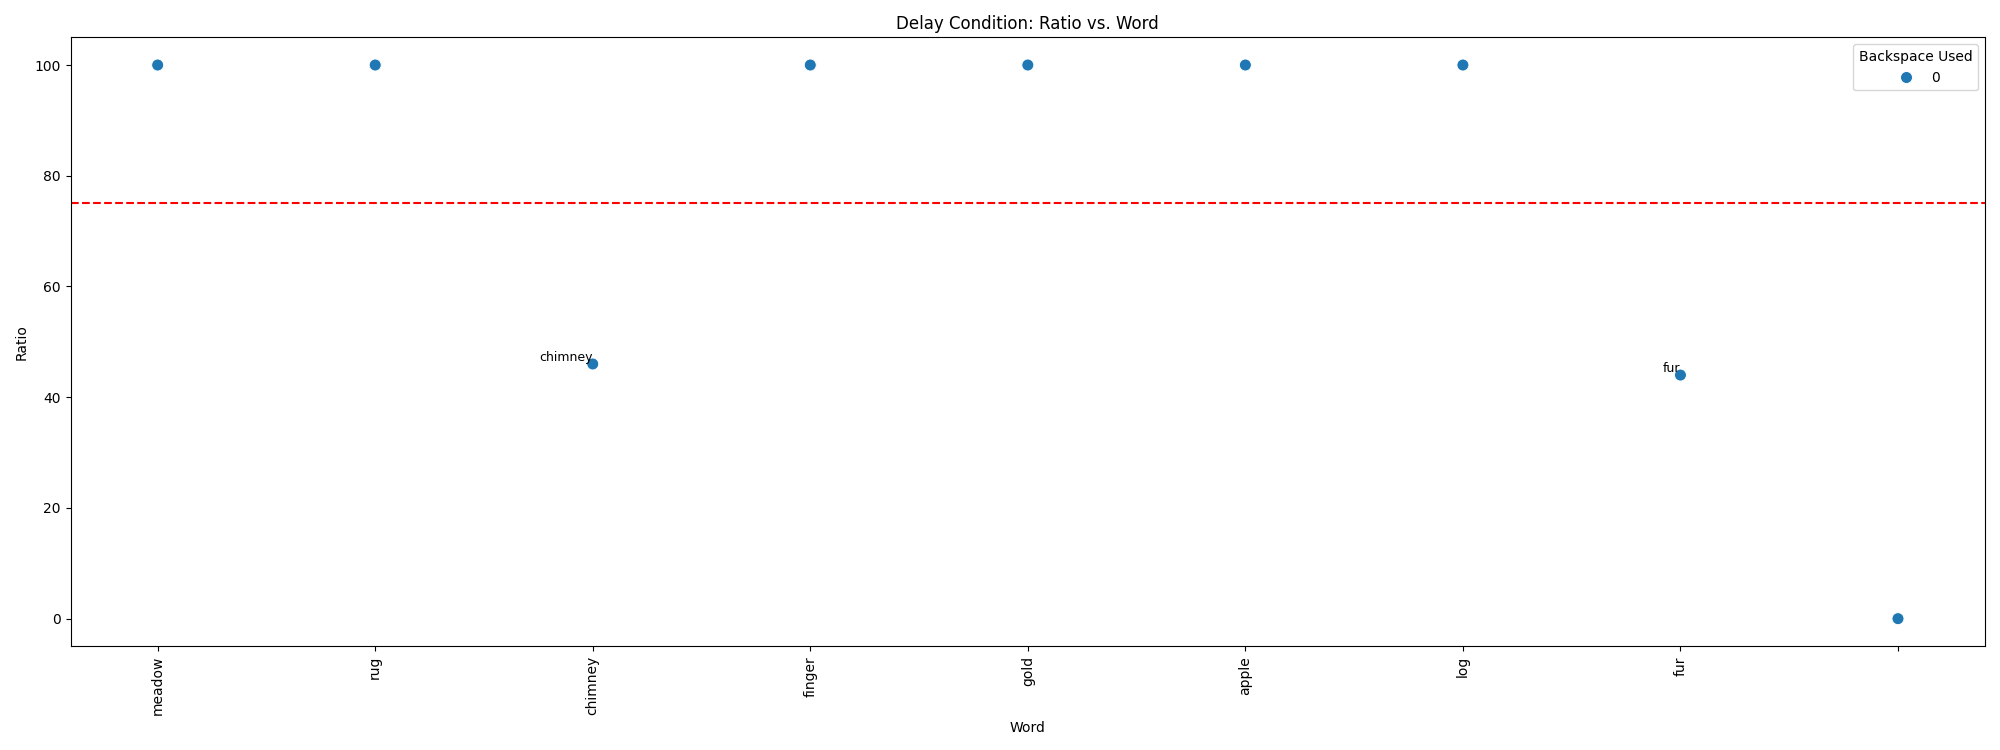 Delay Condition: Ratio vs. Word
Backspace Used
0
100
80
60
40
20
0
Ratio
chimney
fur
meadow
rug
chimney
finger
gold
apple
log
fur
Word